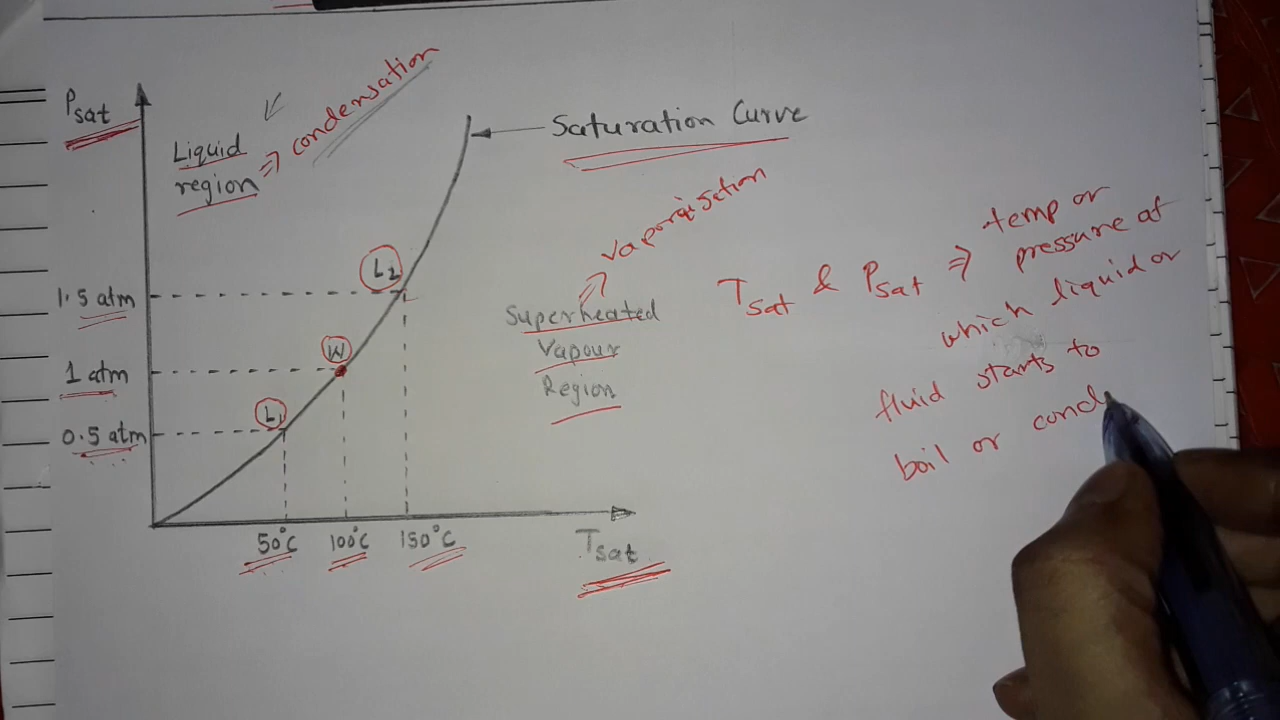 Psat
Liquid
region ⇒ condensation
Saturation Curve
Superheated
Vapour
Region
⇒ vaporisation
1.5 atm
1 atm
0.5 atm
L2
W
L1
50°C
100°C
150°C
Tsat
Tsat & Psat ⇒ temp or
pressure at
which liquid or
fluid starts to
boil or cond